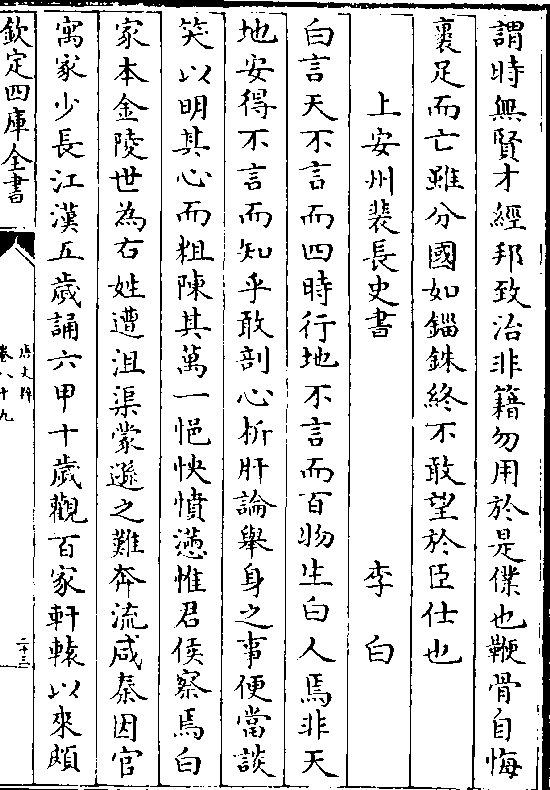 謂時無賢才經邦致治非籍勿用於是僕也鞭骨自悔
裹足而亡雖分國如錙銖終不敢望於臣仕也
上安州裴長史書　李白
白言天不言而四時行地不言而百物生白人焉非天
地安得不言而知乎敢剖心析肝論舉身之事便當談
笑以明其心而粗陳其萬一悒怏憤懣惟君侯察焉白
家本金陵世為右姓遭沮渠蒙遜之難奔流咸秦因官
寓家少長江漢五歲誦六甲十歲觀百家軒轅以來頗
欽定四庫全書
卷八十九
二十三